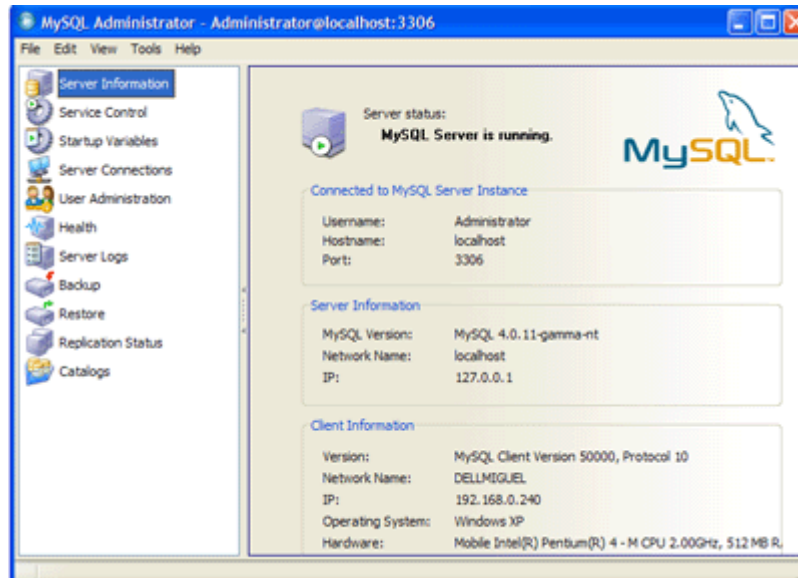 MySQL Administrator - Administrator@localhost:3306
File Edit View Tools Help
Server Information
Service Control
Startup Variables
Server Connections
User Administration
Health
Server Logs
Backup
Restore
Replication Status
Catalogs
Server status:
MySQL Server is running.
MySQL
Connected to MySQL Server Instance
Username: Administrator
Hostname: localhost
Port: 3306
Server Information
MySQL Version: MySQL 4.0.11-gamma-nt
Network Name: localhost
IP: 127.0.0.1
Client Information
Version: MySQL Client Version 50000, Protocol 10
Network Name: DELLMIGUEL
IP: 192.168.0.240
Operating System: Windows XP
Hardware: Mobile Intel(R) Pentium(R) 4 - M CPU 2.00GHz, 512 MB R